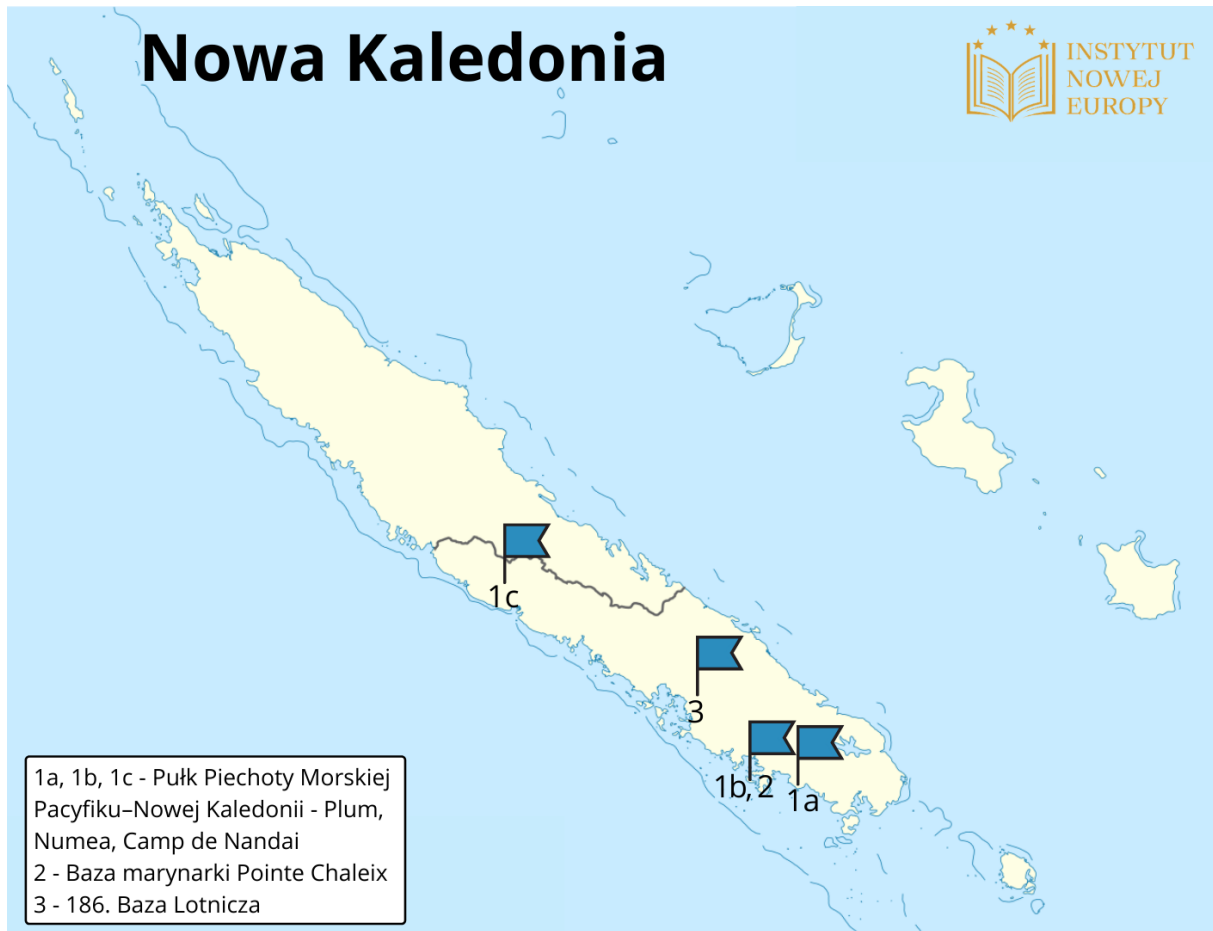 Nowa Kaledonia
INSTYTUT
NOWEJ
EUROPY
1c
3
1b, 2
1a
1a, 1b, 1c - Pułk Piechoty Morskiej
Pacyfiku–Nowej Kaledonii - Plum,
Numea, Camp de Nandai
2 - Baza marynarki Pointe Chaleix
3 - 186. Baza Lotnicza